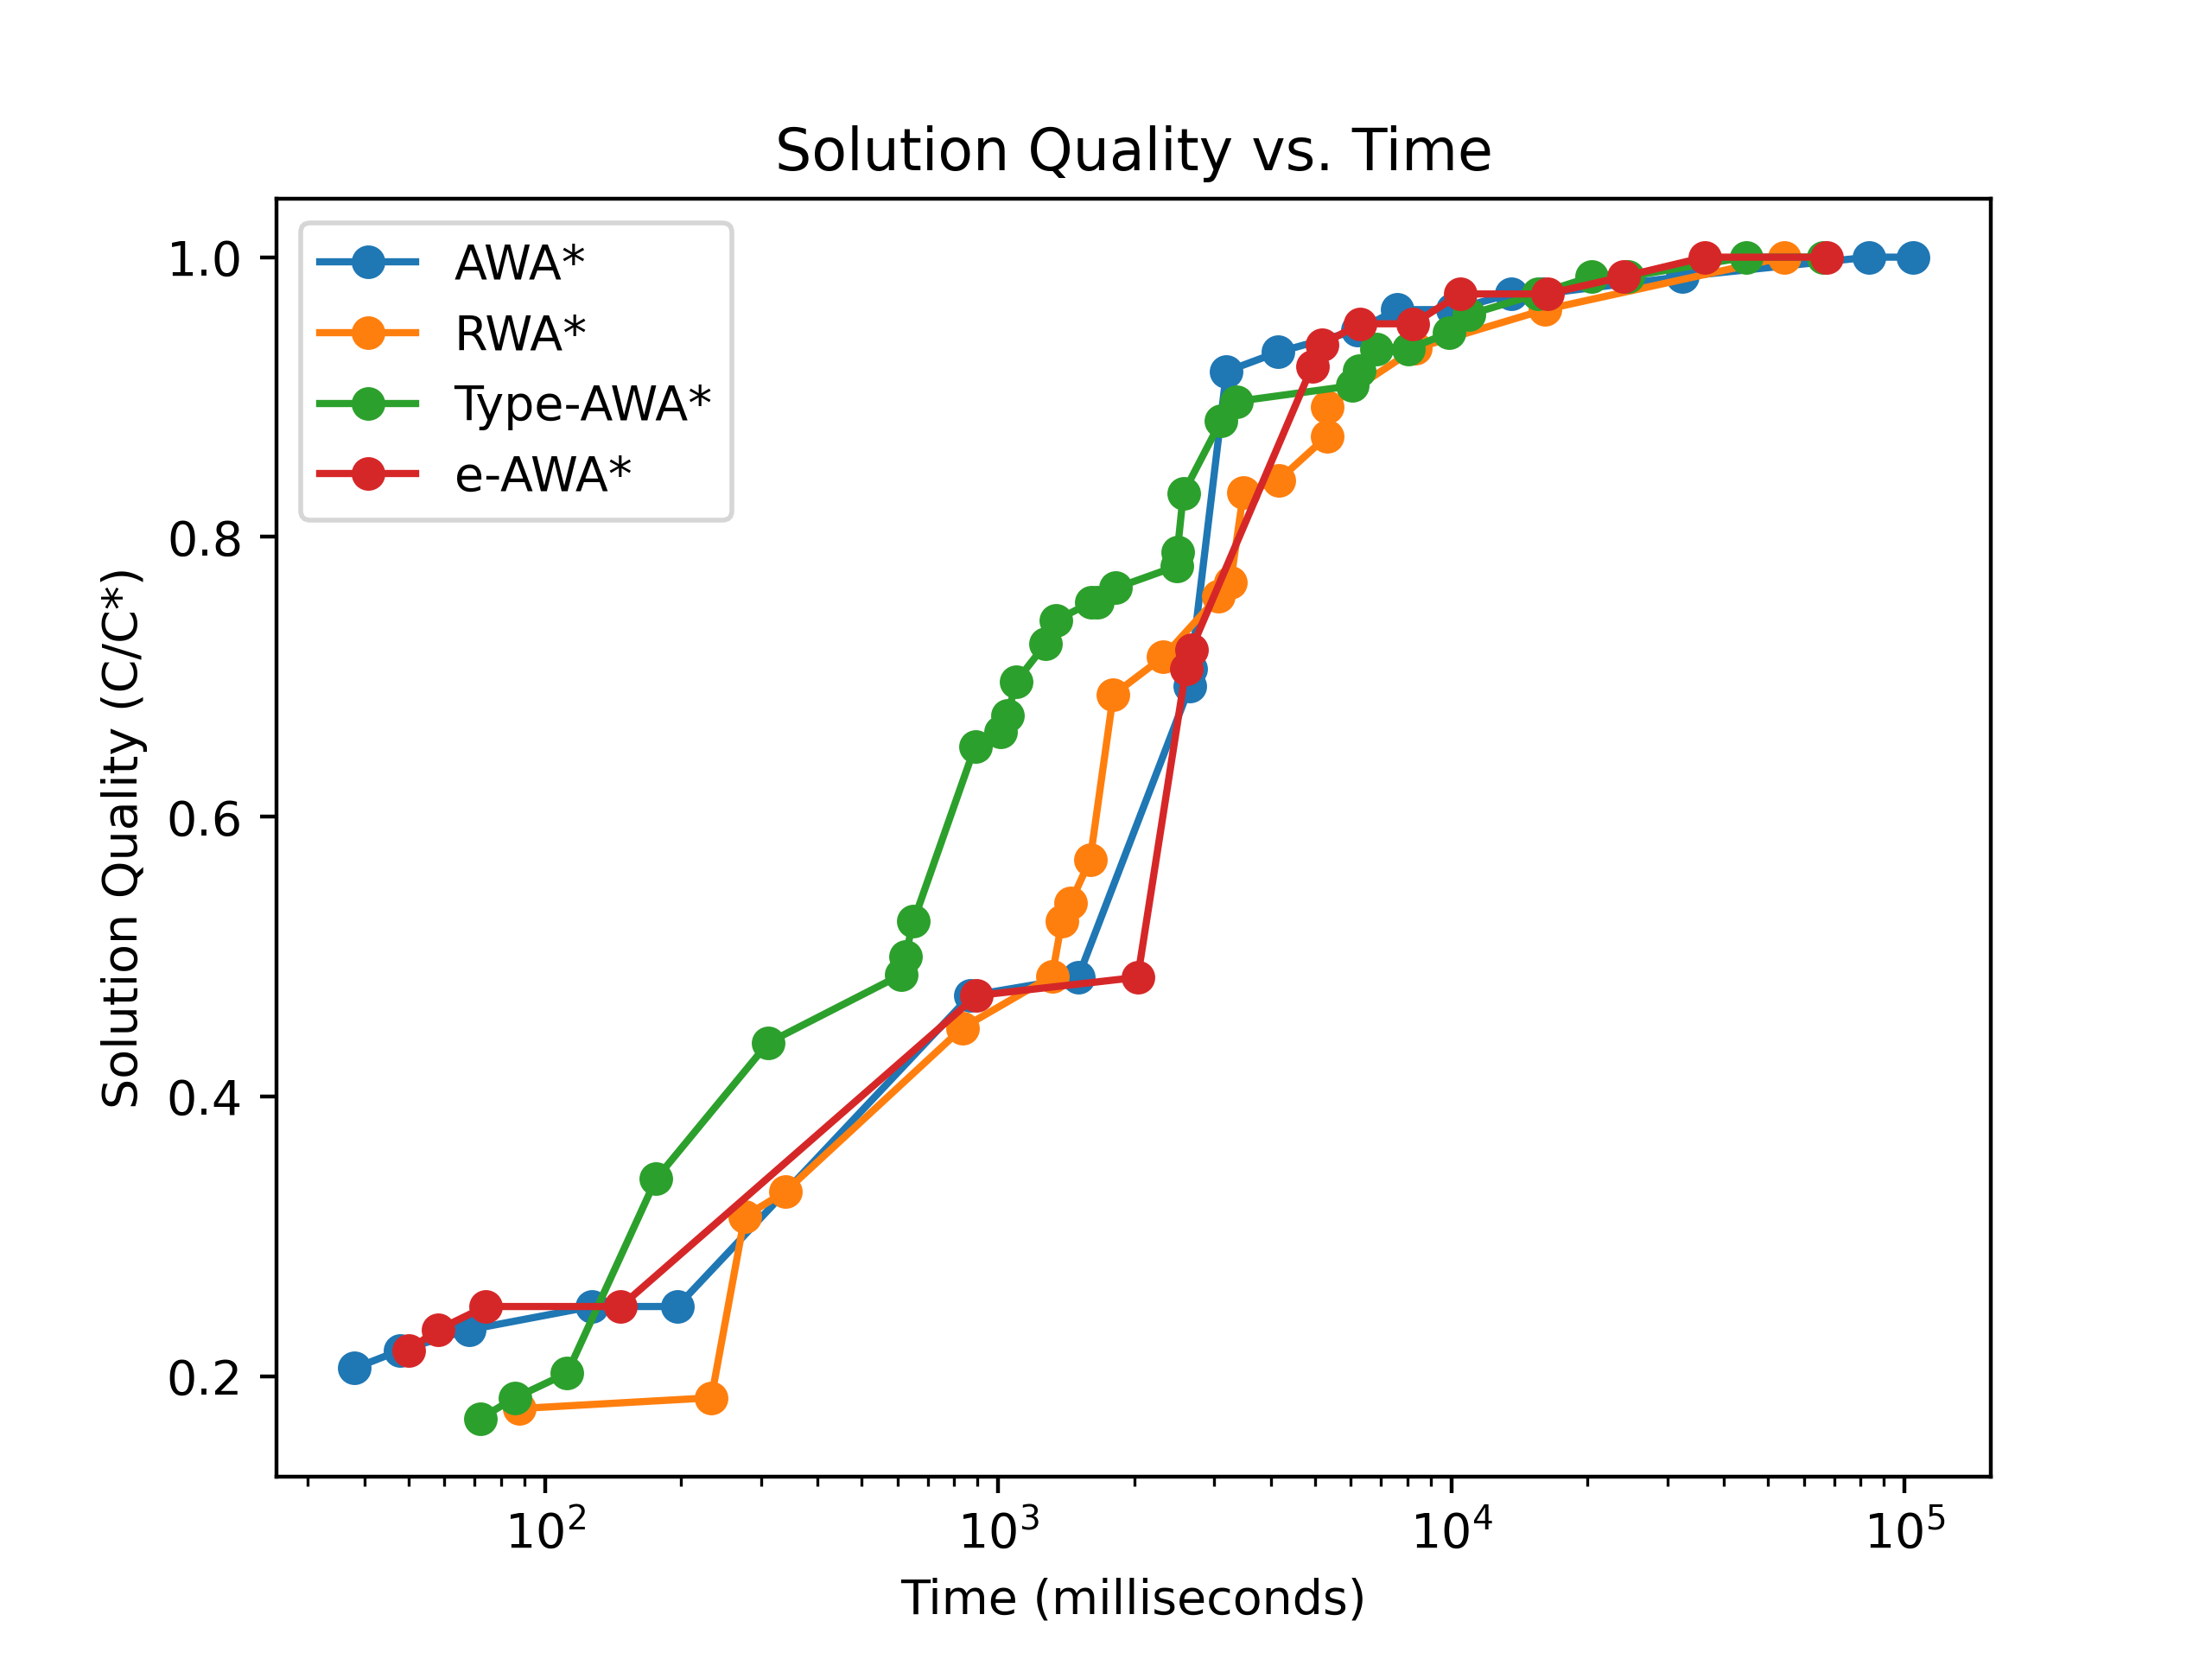 Solution Quality vs. Time
AWA*
RWA*
Type-AWA*
e-AWA*
1.0
0.8
0.6
0.4
0.2
Solution Quality (C/C*)
10²
10³
10⁴
10⁵
Time (milliseconds)